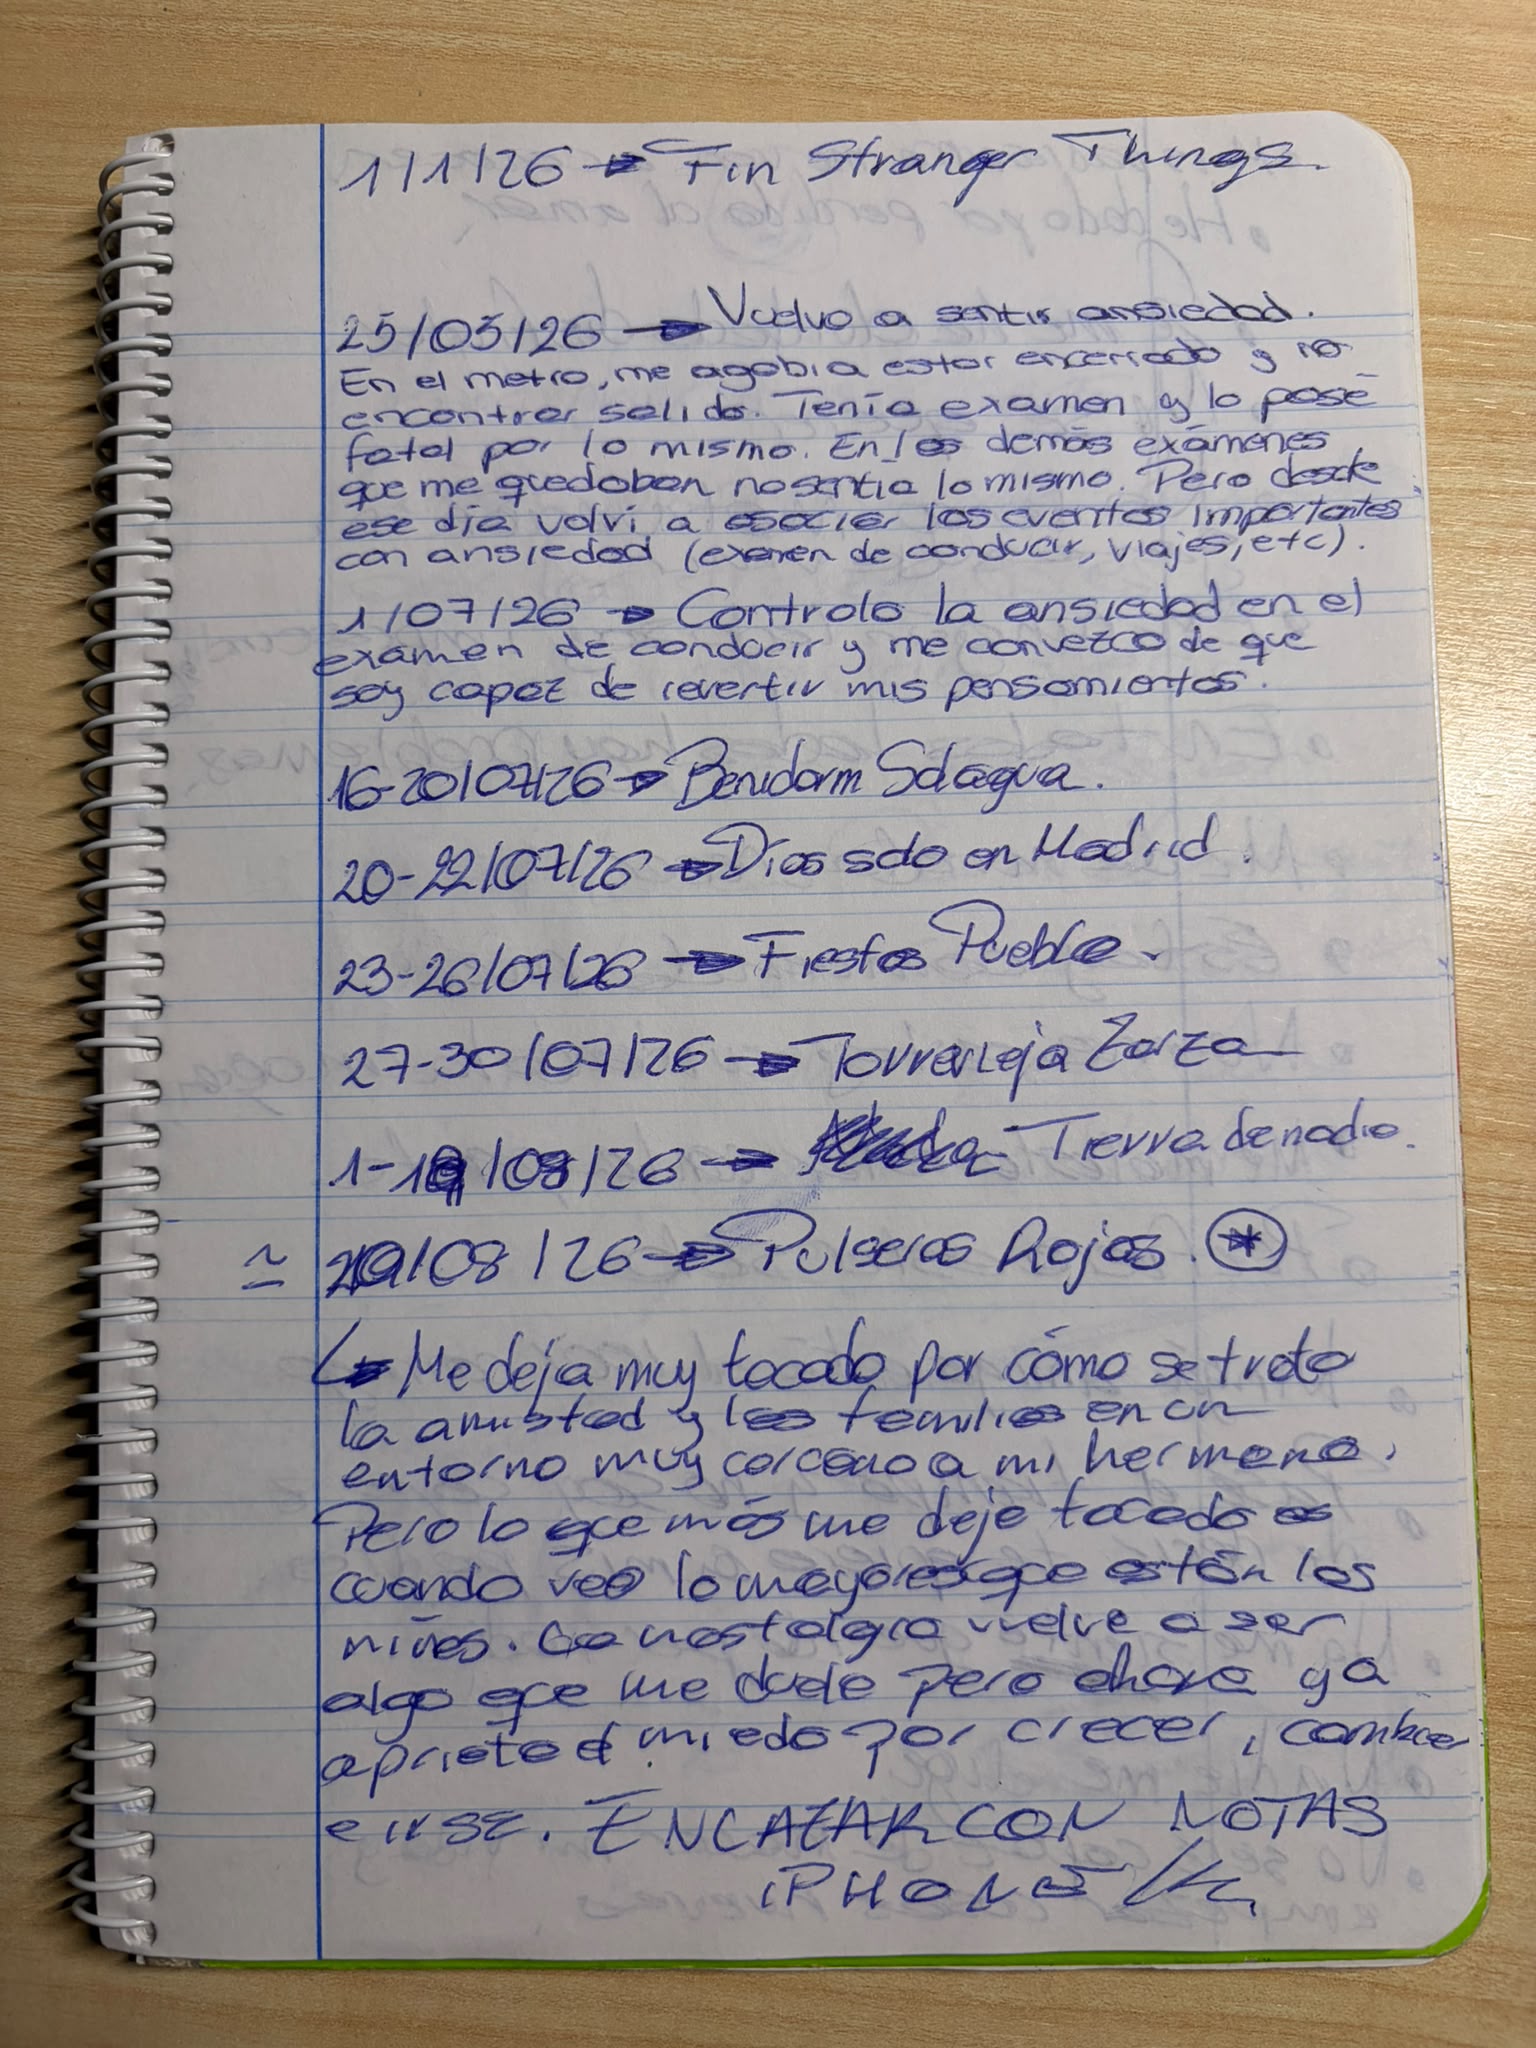 1/1/26 → Fin Stranger Things.
25/05/26 → Vuelvo a sentir ansiedad.
En el metro, me agobia estar encerrado y no
encontrar salida. Tenía examen y lo pasé
fatal por lo mismo. En los demás exámenes
que me quedaban no sentia lo mismo. Pero desde
ese día volví a asociar los eventos importantes
con ansiedad (examen de conducir, viajes, etc).
1/07/26 → Controlo la ansiedad en el
examen de conducir y me convezco de que
soy capaz de revertir mis pensamientos.
16-20/07/26 → Benidorm Solagua.
20-22/07/26 → Días solo en Madrid.
23-26/07/26 → Fiestas Pueblo.
27-30/07/26 → Torrevieja Zarza
1- /08/26 → Tierra de nadie.
≃ /08/26 → Pulseras Rojas. *
↳ Me deja muy tocado por cómo se trata
la amistad y las familias en un
entorno muy cercano a mi hermano.
Pero lo que más me deja tocado es
cuando veo lo mayores que están los
niños. La nostalgia vuelve a ser
algo que me duele pero ahora ya
aprieta el miedo por crecer, cambiar
e irse. ENCAZAR CON NOTAS
iPHONE